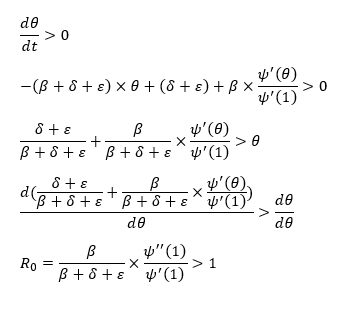 dθ/dt > 0
−(β + δ + ε) × θ + (δ + ε) + β × ψ′(θ)/ψ′(1) > 0
(δ + ε)/(β + δ + ε) + β/(β + δ + ε) × ψ′(θ)/ψ′(1) > θ
d((δ + ε)/(β + δ + ε) + β/(β + δ + ε) × ψ′(θ)/ψ′(1))/dθ > dθ/dθ
R₀ = β/(β + δ + ε) × ψ′′(1)/ψ′(1) > 1